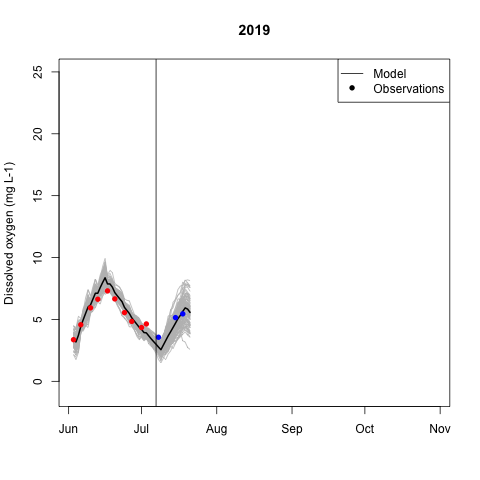 2019
Model
Observations
Dissolved oxygen (mg L-1)
25
20
15
10
5
0
Jun Jul Aug Sep Oct Nov